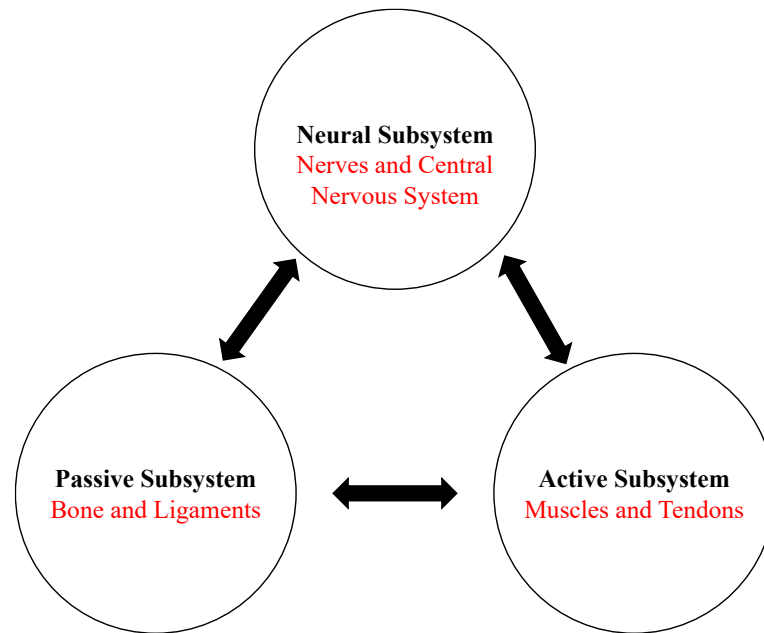 Neural Subsystem
Nerves and Central
Nervous System
Passive Subsystem
Bone and Ligaments
Active Subsystem
Muscles and Tendons